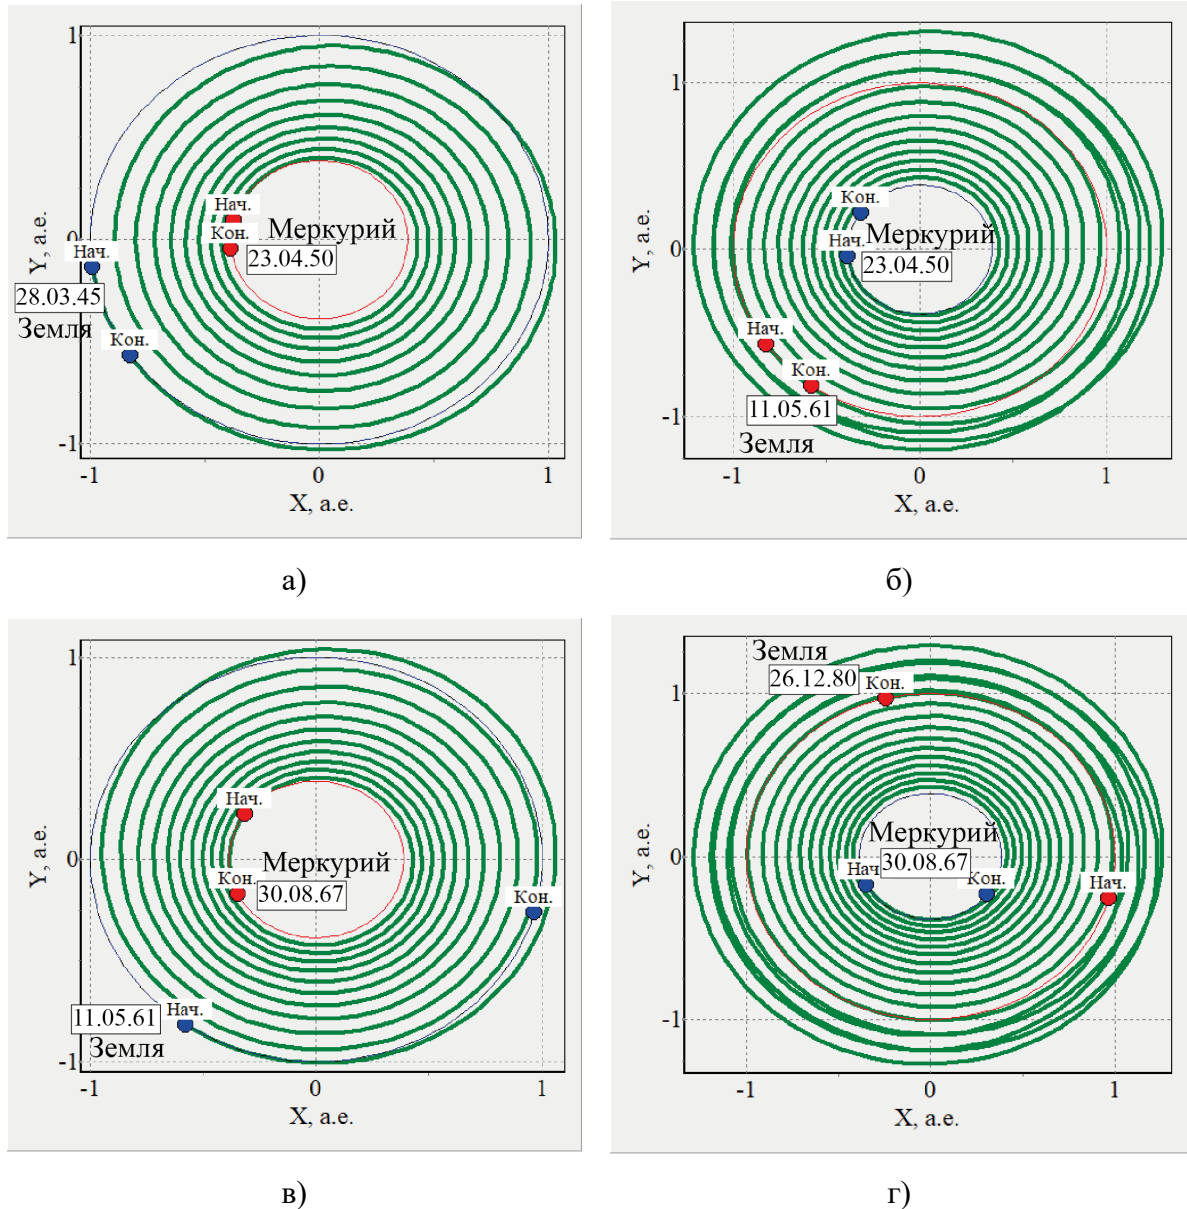 1
0
-1
Y, а.е.
Нач.
Меркурий
Кон.
23.04.50
Нач.
28.03.45
Земля
Кон.
-1
0
1
X, а.е.
а)
1
0
-1
Y, а.е.
Кон.
Меркурий
Нач.
23.04.50
Нач.
Кон.
11.05.61
Земля
-1
0
1
X, а.е.
б)
1
0
-1
Y, а.е.
Нач.
Меркурий
Кон.
30.08.67
Кон.
11.05.61
Нач.
Земля
-1
0
1
X, а.е.
в)
Земля
26.12.80
Кон.
1
0
-1
Y, а.е.
Меркурий
30.08.67
Нач
Кон.
Нач.
-1
0
1
X, а.е.
г)